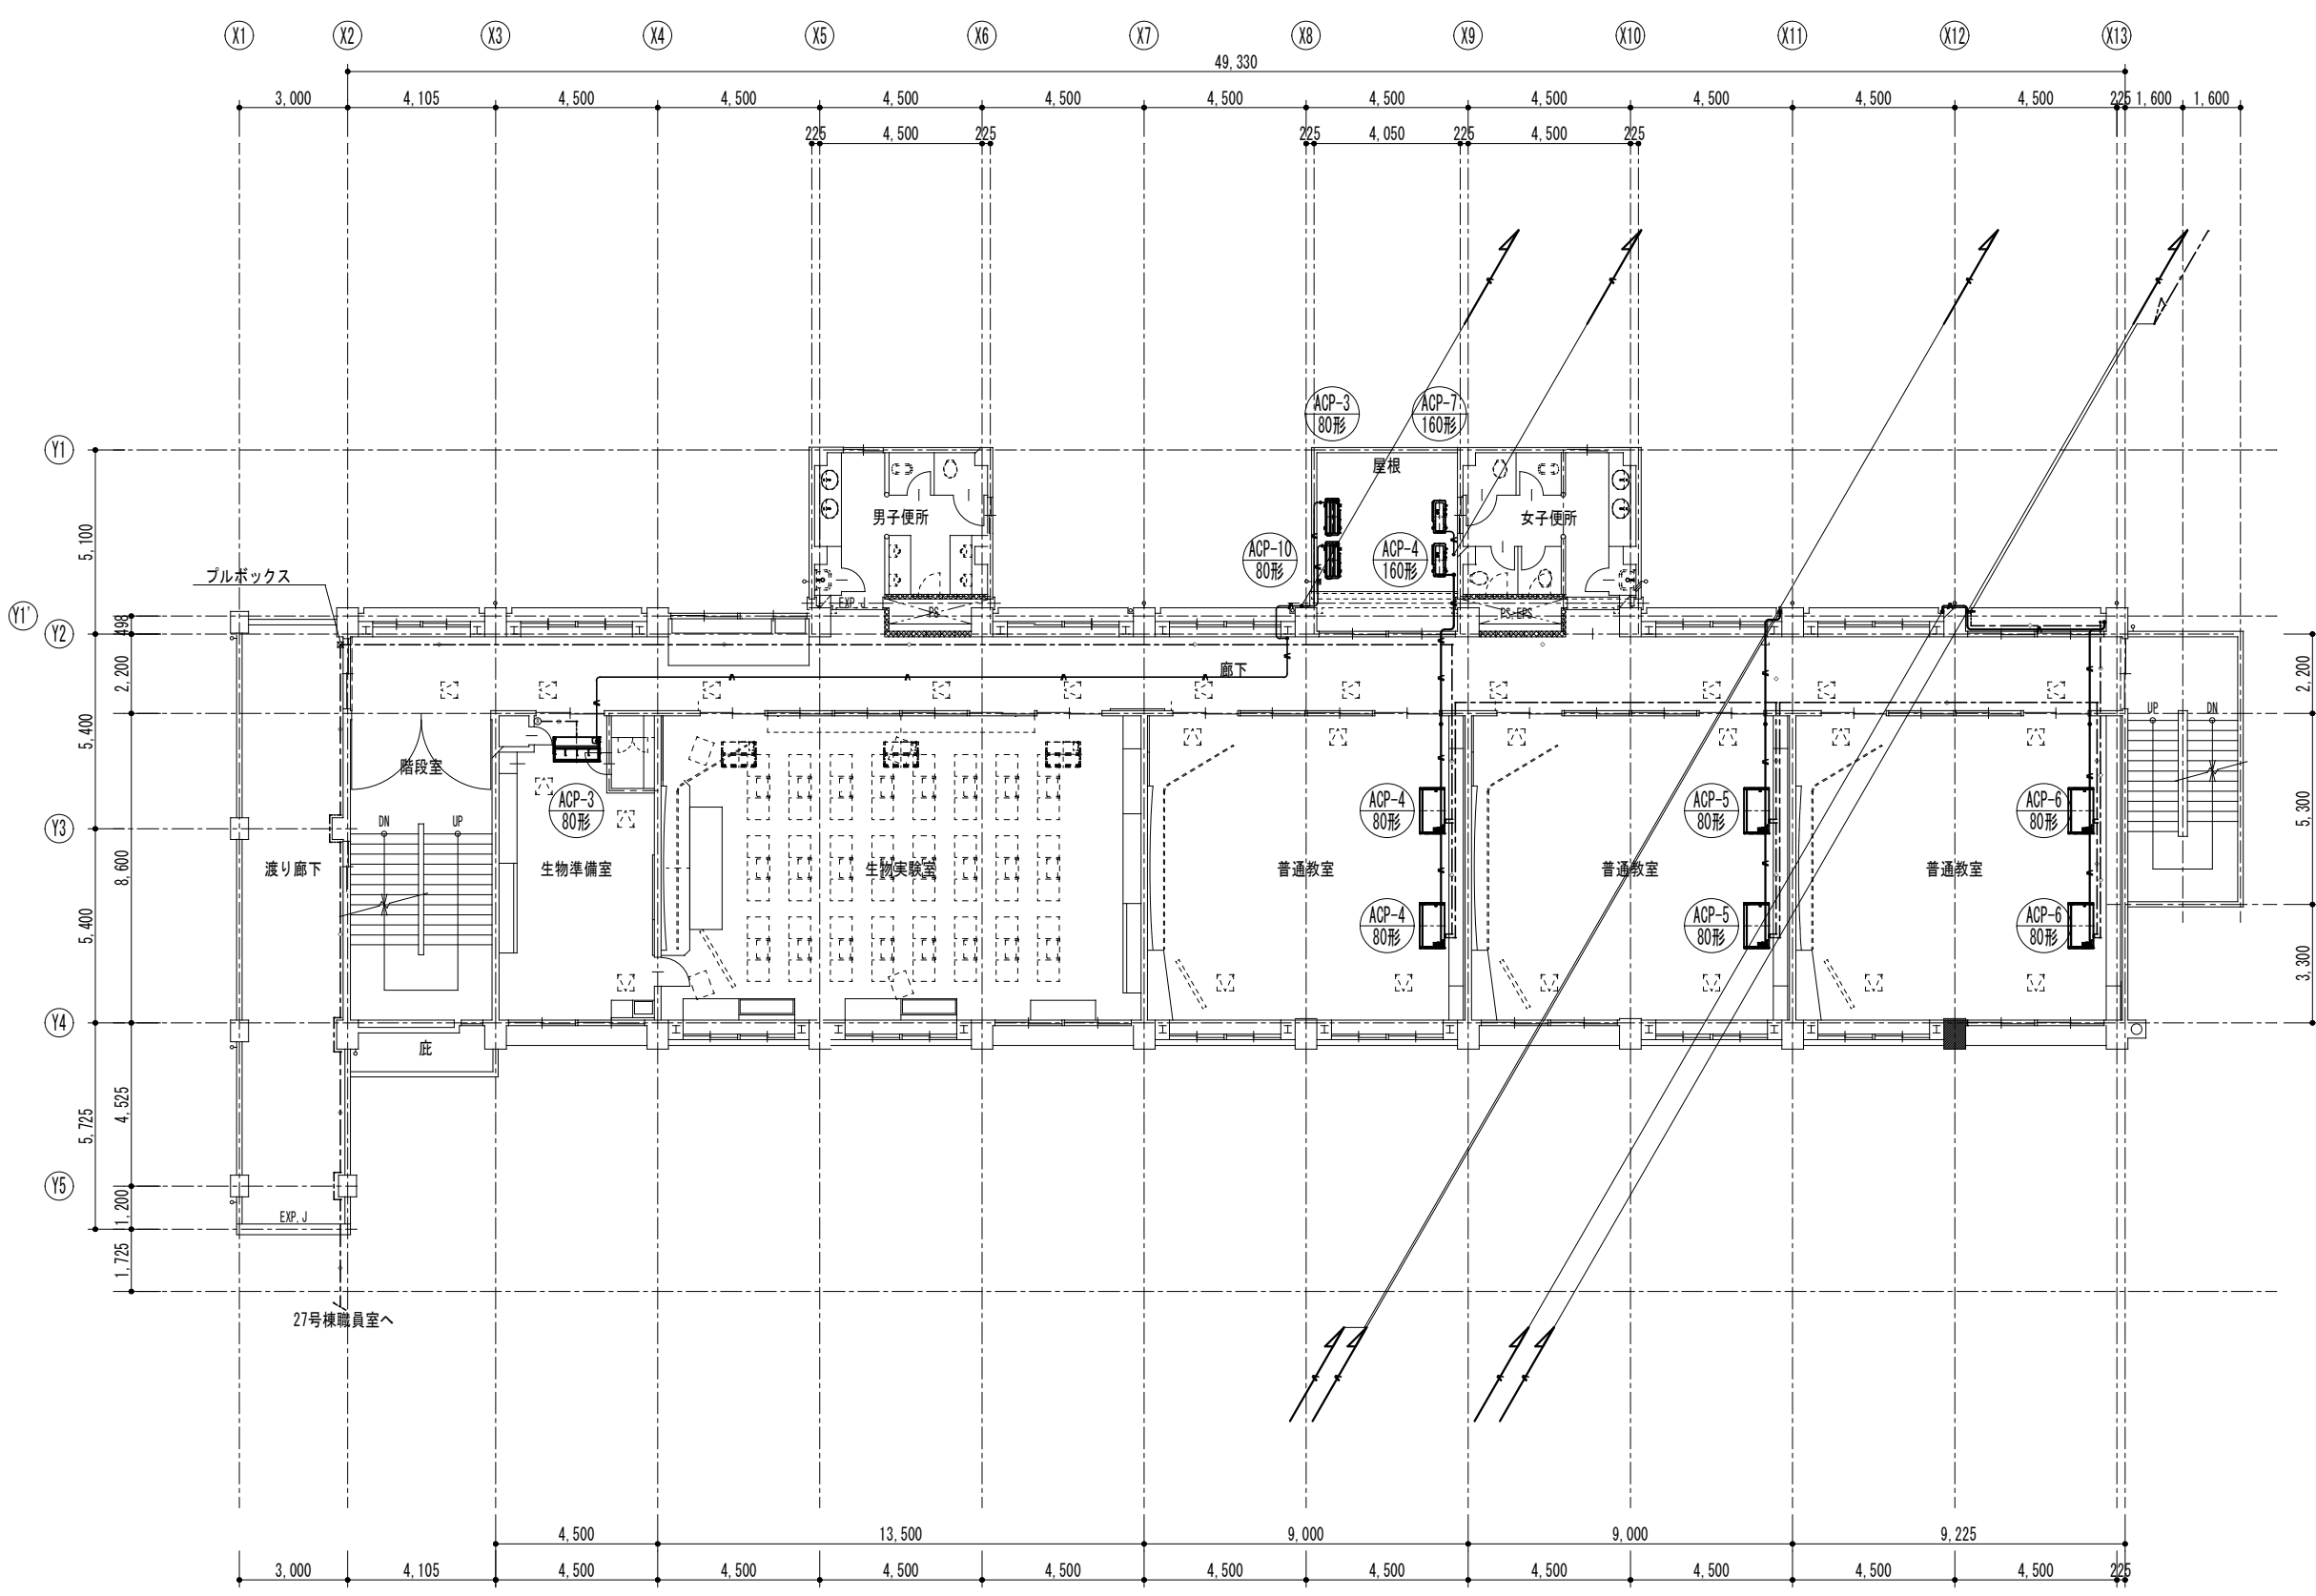 X1 X2 X3 X4 X5 X6 X7 X8 X9 X10 X11 X12 X13
49,330
3,000 4,105 4,500 4,500 4,500 4,500 4,500 4,500 4,500 4,500 4,500 4,500 225 1,600 1,600
225 4,500 225 225 4,050 225 4,500 225
ACP-3
80形
ACP-7
160形
Y1
屋根
男子便所
女子便所
5,100
ACP-10
80形
ACP-4
160形
プルボックス
EXP.J
PS
PS・EPS
Y1'
498
Y2
廊下
2,200
2,200
UP
DN
5,400
階段室
ACP-3
80形
ACP-4
80形
ACP-5
80形
ACP-6
80形
5,300
DN
UP
Y3
8,600
渡り廊下
生物準備室
生物実験室
普通教室
普通教室
普通教室
5,400
ACP-4
80形
ACP-5
80形
ACP-6
80形
3,300
Y4
庇
4,525
5,725
Y5
1,200
EXP.J
1,725
27号棟職員室へ
4,500 13,500 9,000 9,000 9,225
3,000 4,105 4,500 4,500 4,500 4,500 4,500 4,500 4,500 4,500 4,500 4,500 225